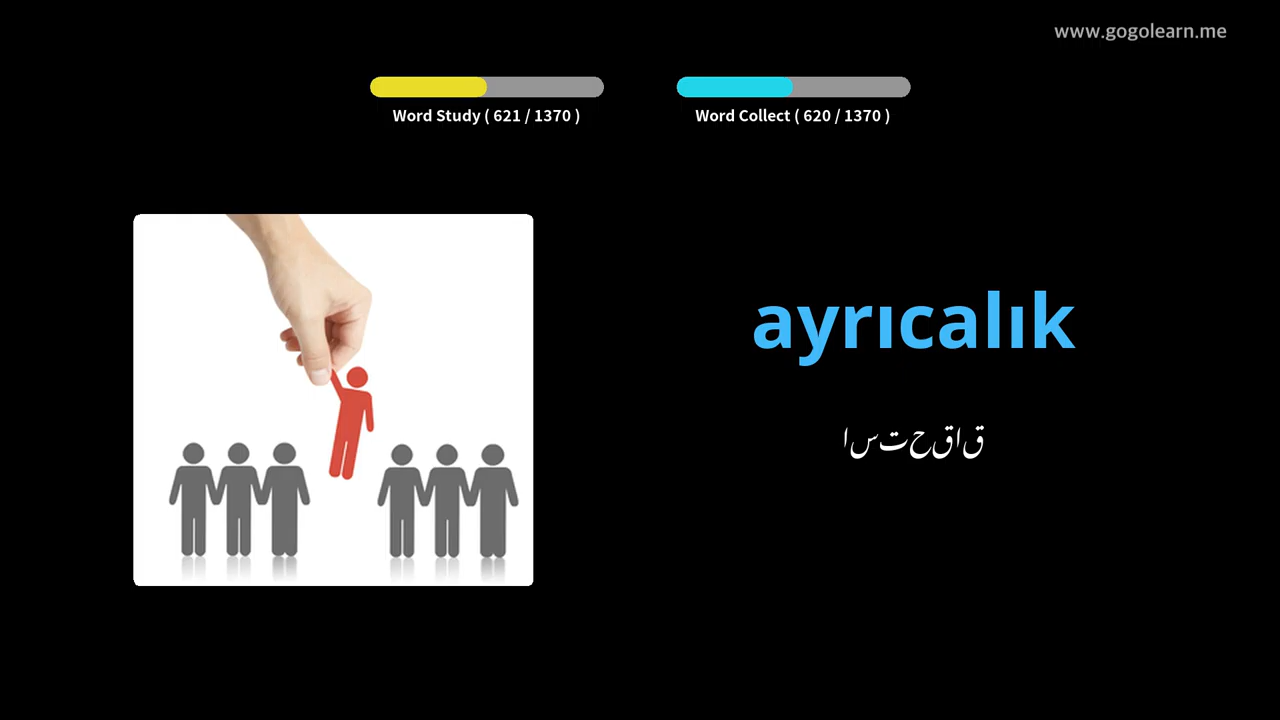 www.gogolearn.me
Word Study ( 621 / 1370 )
Word Collect ( 620 / 1370 )
ayrıcalık
استحقاق